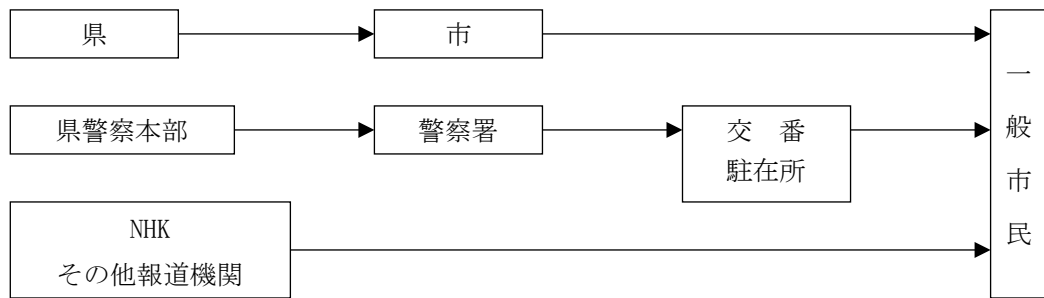 県
市
県警察本部
警察署
交　番
駐在所
NHK
その他報道機関
一般市民